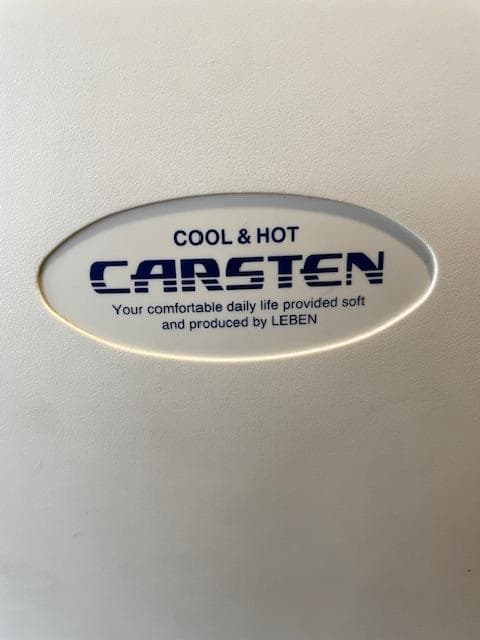 COOL & HOT
CARSTEN
Your comfortable daily life provided soft
and produced by LEBEN